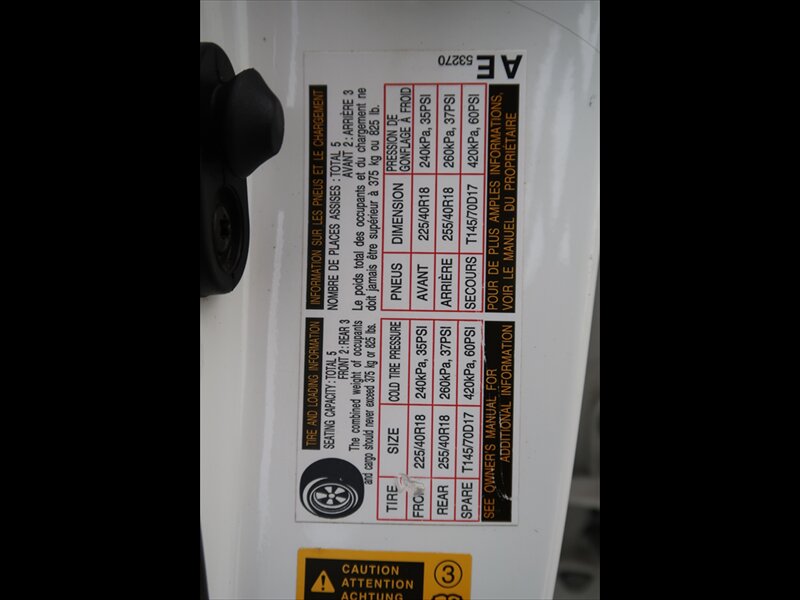 TIRE AND LOADING INFORMATION
SEATING CAPACITY: TOTAL 5
FRONT 2: REAR 3
The combined weight of occupants
and cargo should never exceed 375 kg or 825 lbs.
TIRE SIZE COLD TIRE PRESSURE
FRONT 225/40R18 240kPa, 35PSI
REAR 255/40R18 260kPa, 37PSI
SPARE T145/70D17 420kPa, 60PSI
SEE OWNER'S MANUAL FOR
ADDITIONAL INFORMATION
INFORMATION SUR LES PNEUS ET LE CHARGEMENT
NOMBRE DE PLACES ASSISES : TOTAL 5
AVANT 2 : ARRIÈRE 3
Le poids total des occupants et du chargement ne
doit jamais être supérieur à 375 kg ou 825 lb.
PNEUS DIMENSION PRESSION DE
GONFLAGE À FROID
AVANT 225/40R18 240kPa, 35PSI
ARRIÈRE 255/40R18 260kPa, 37PSI
SECOURS T145/70D17 420kPa, 60PSI
POUR DE PLUS AMPLES INFORMATIONS,
VOIR LE MANUEL DU PROPRIÉTAIRE
53270
AE
CAUTION
ATTENTION
ACHTUNG
3